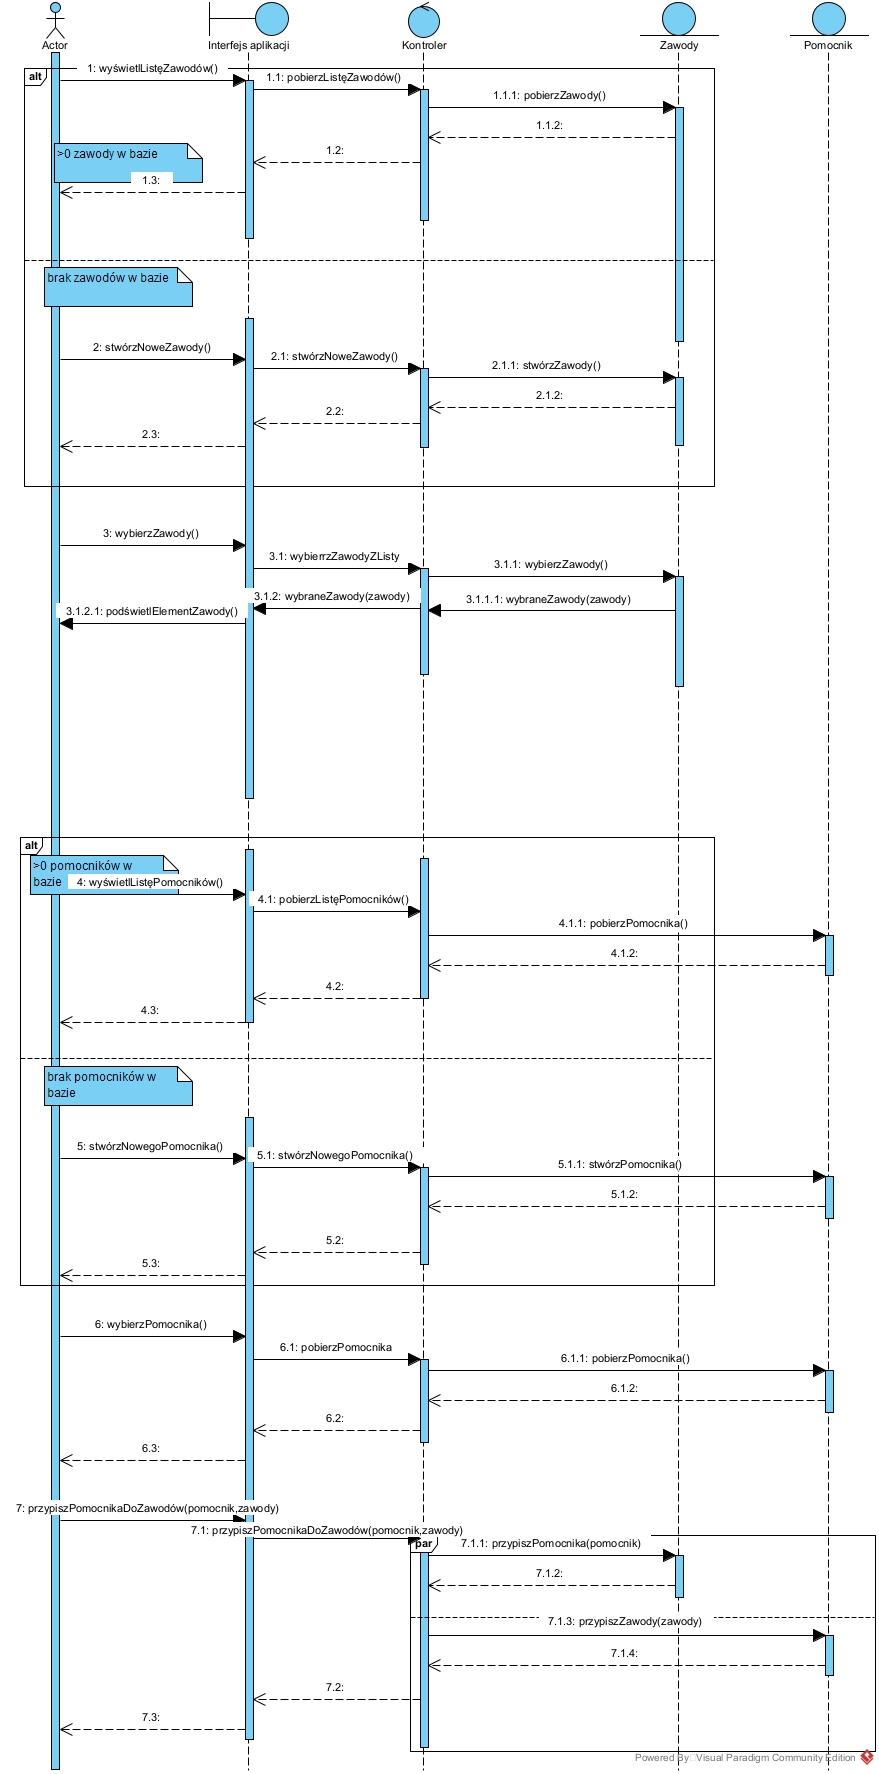 Actor
Interfejs aplikacji
Kontroler
Zawody
Pomocnik
alt
1: wyświetlListęZawodów()
1.1: pobierzListęZawodów()
1.1.1: pobierzZawody()
1.1.2:
1.2:
>0 zawody w bazie
1.3:
brak zawodów w bazie
2: stwórzNoweZawody()
2.1: stwórzNoweZawody()
2.1.1: stwórzZawody()
2.1.2:
2.2:
2.3:
3: wybierzZawody()
3.1: wybierrzZawodyZListy
3.1.1: wybierzZawody()
3.1.2: wybraneZawody(zawody)
3.1.1.1: wybraneZawody(zawody)
3.1.2.1: podświetlElementZawody()
alt
>0 pomocników w
bazie
4: wyświetlListęPomocników()
4.1: pobierzListęPomocników()
4.1.1: pobierzPomocnika()
4.1.2:
4.2:
4.3:
brak pomocników w
bazie
5: stwórzNowegoPomocnika()
5.1: stwórzNowegoPomocnika()
5.1.1: stwórzPomocnika()
5.1.2:
5.2:
5.3:
6: wybierzPomocnika()
6.1: pobierzPomocnika
6.1.1: pobierzPomocnika()
6.1.2:
6.2:
6.3:
7: przypiszPomocnikaDoZawodów(pomocnik,zawody)
7.1: przypiszPomocnikaDoZawodów(pomocnik,zawody)
par
7.1.1: przypiszPomocnika(pomocnik)
7.1.2:
7.1.3: przypiszZawody(zawody)
7.1.4:
7.2:
7.3:
Powered By Visual Paradigm Community Edition